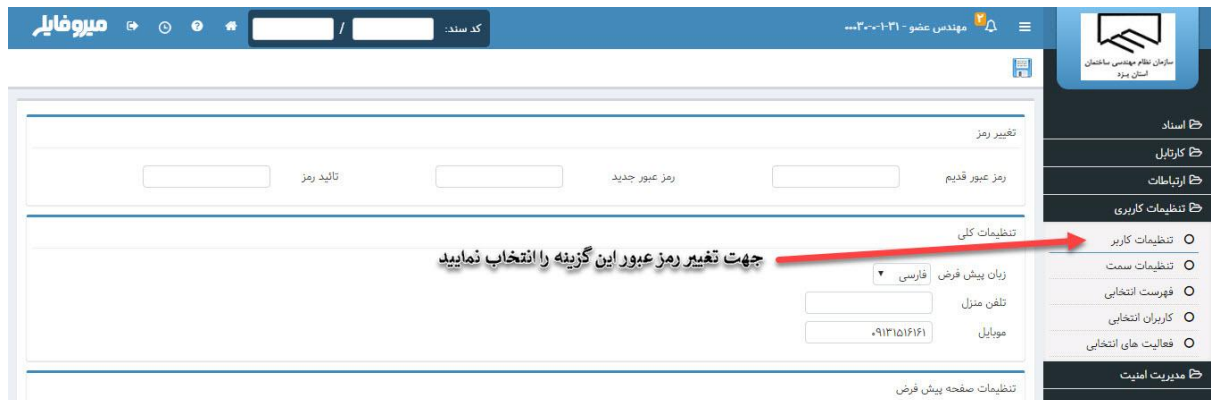 سازمان نظام مهندسی ساختمان
استان یزد
مهندس عضو - ۳۱-۱-۰-۳۰۰۰۰
۲
کد سند:
/
میروفایلر
اسناد
کارتابل
ارتباطات
تنظیمات کاربری
تنظیمات کاربر
تنظیمات سمت
فهرست انتخابی
کاربران انتخابی
فعالیت های انتخابی
مدیریت امنیت
تغییر رمز
رمز عبور قدیم
رمز عبور جدید
تائید رمز
تنظیمات کلی
جهت تغییر رمز عبور این گزینه را انتخاب نمایید
زبان پیش فرض فارسی
تلفن منزل
موبایل ۰۹۱۳۱۵۱۶۱۶۱
تنظیمات صفحه پیش فرض